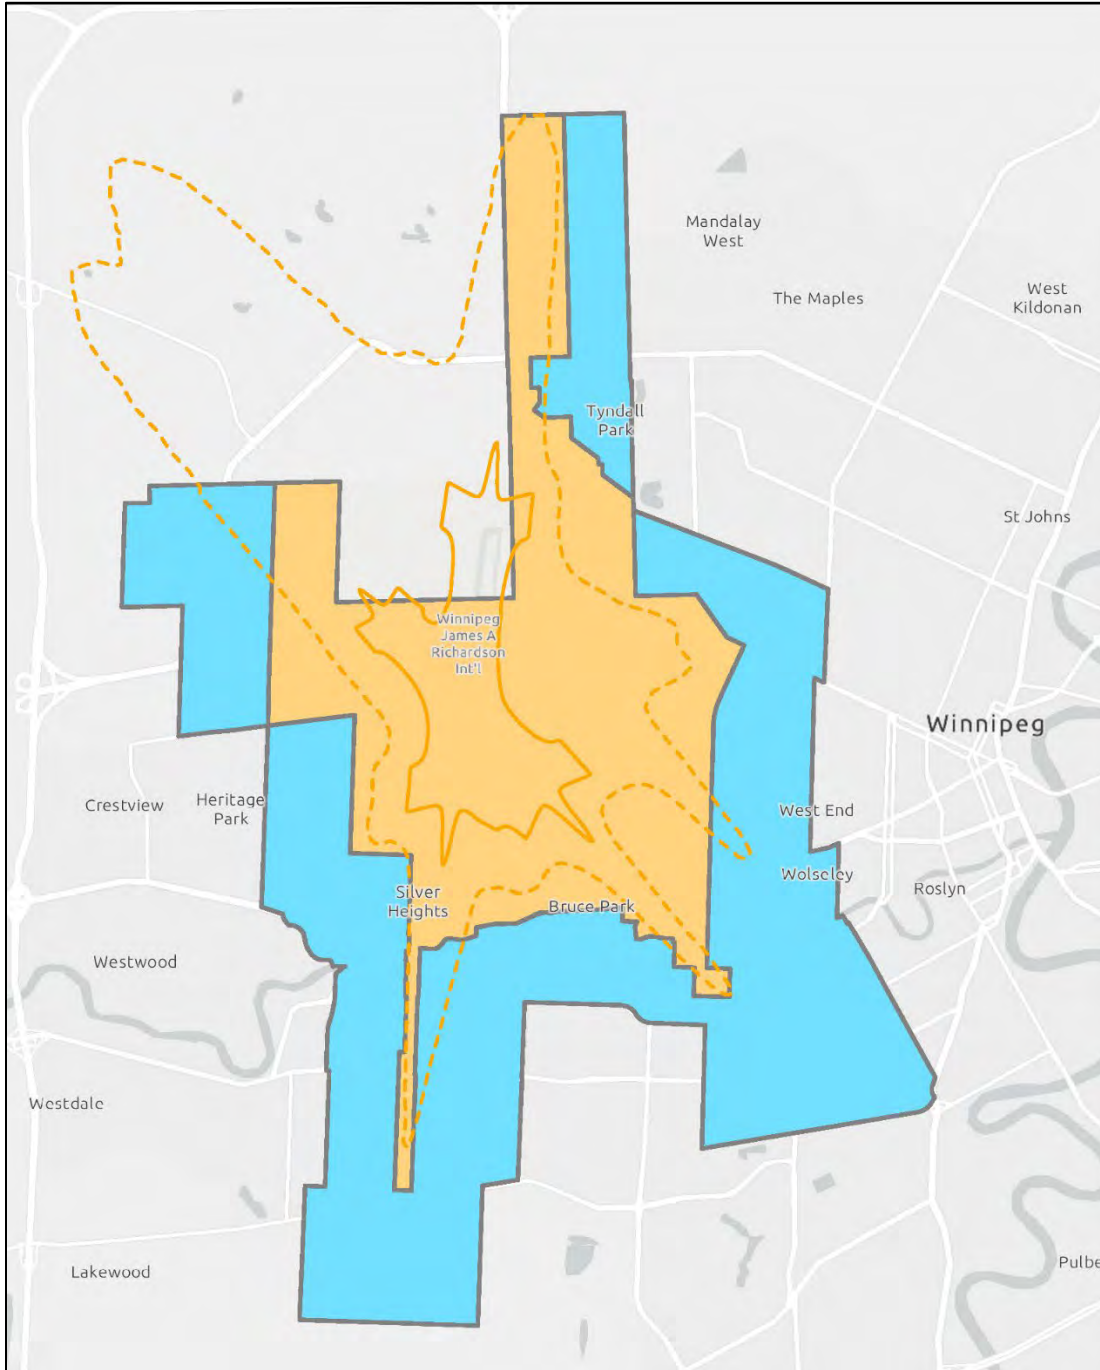 Mandalay
West
The Maples
West
Kildonan
Tyndall
Park
St Johns
Winnipeg
James A
Richardson
Int'l
Winnipeg
Crestview
Heritage
Park
West End
Wolseley
Roslyn
Silver
Heights
Bruce Park
Westwood
Westdale
Lakewood
Pulbe